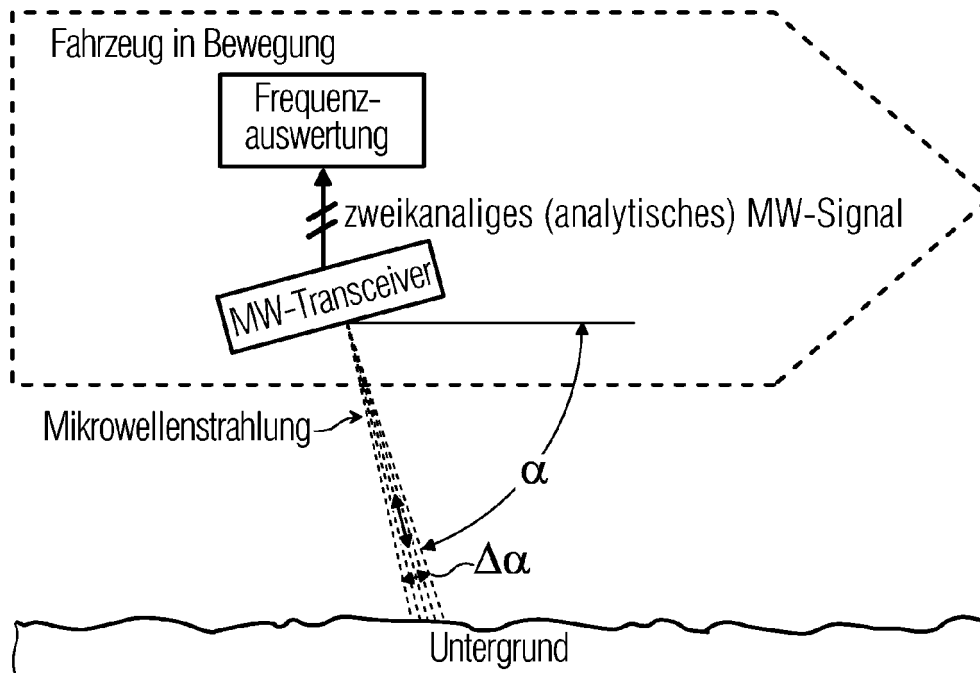 Fahrzeug in Bewegung
Frequenz-
auswertung
zweikanaliges (analytisches) MW-Signal
MW-Transceiver
Mikrowellenstrahlung
α
Δα
Untergrund